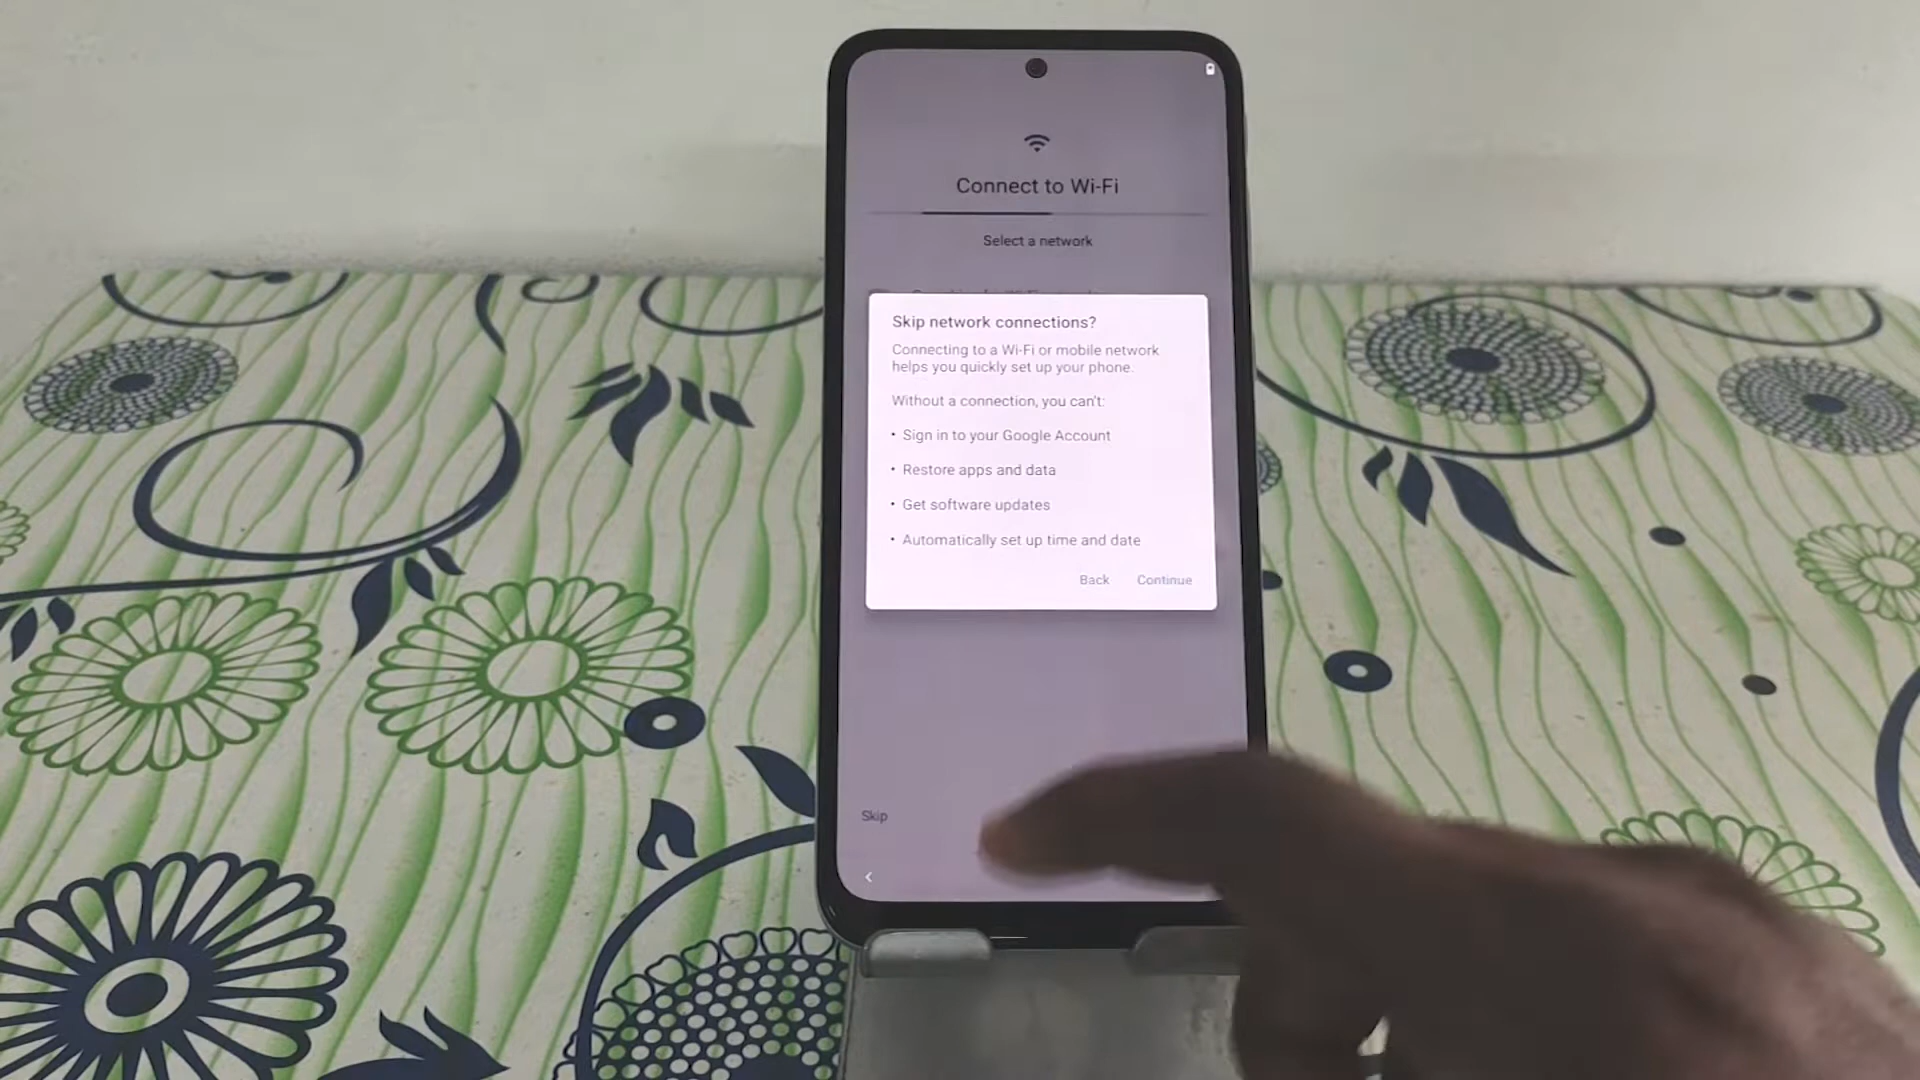 Connect to Wi-Fi
Select a network
Skip network connections?
Connecting to a Wi-Fi or mobile network
helps you quickly set up your phone.
Without a connection, you can't:
• Sign in to your Google Account
• Restore apps and data
• Get software updates
• Automatically set up time and date
Back Continue
Skip